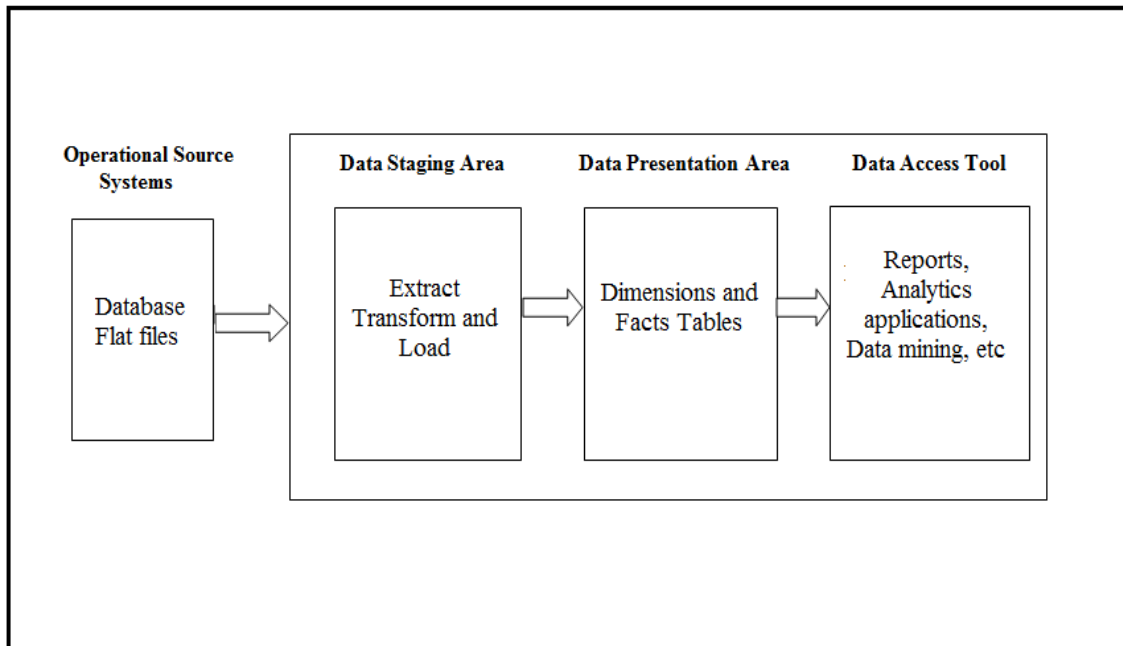 Operational Source
Systems
Database
Flat files
Data Staging Area
Extract
Transform and
Load
Data Presentation Area
Dimensions and
Facts Tables
Data Access Tool
Reports,
Analytics
applications,
Data mining, etc